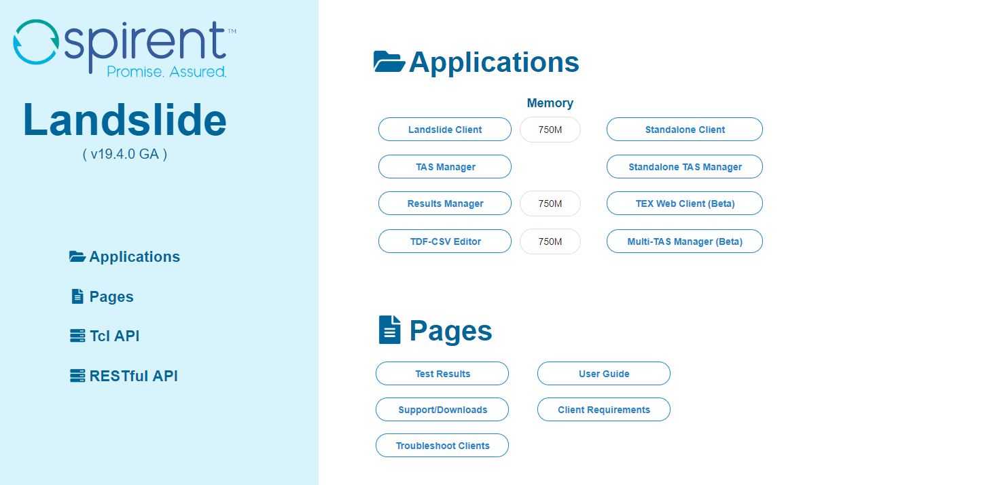 spirent™
Promise. Assured.
Landslide
( v19.4.0 GA )
Applications
Pages
Tcl API
RESTful API
Applications
Memory
Landslide Client 750M Standalone Client
TAS Manager Standalone TAS Manager
Results Manager 750M TEX Web Client (Beta)
TDF-CSV Editor 750M Multi-TAS Manager (Beta)
Pages
Test Results User Guide
Support/Downloads Client Requirements
Troubleshoot Clients